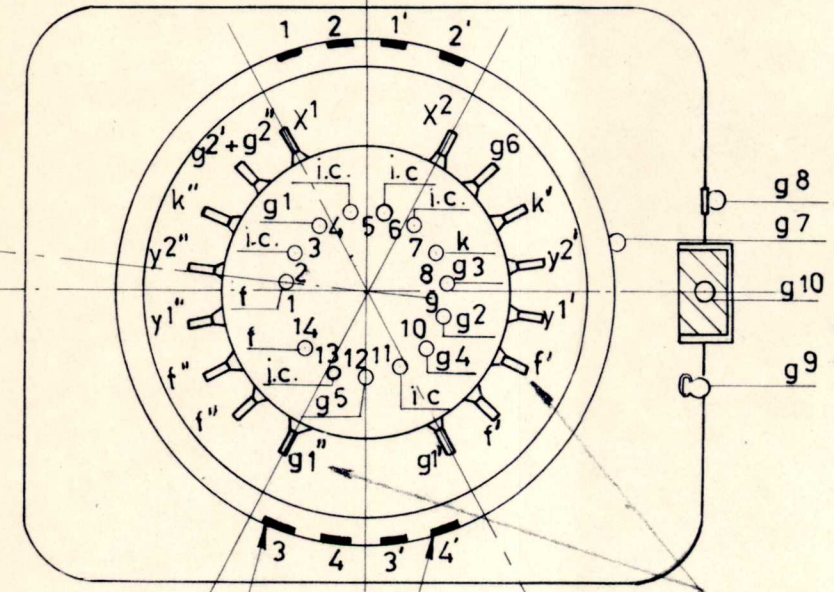 1 2 1' 2'
X1 X2
g2'+g2" g6
i.c. i.c
k" g1 i.c. k'
4 5 6
i.c. 3 7 k
y2" 2 8 g3 y2'
f 1 9 g2
y1" y1'
f 14 10 g4
13 12 11
f" i.c. f'
g5 i c
f" f'
g1" g1'
3 4 3' 4'
g8
g7
g10
g9